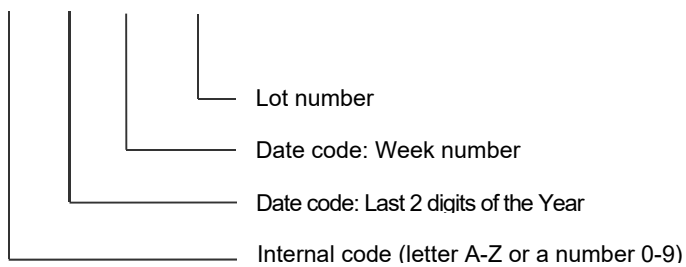 Lot number
Date code: Week number
Date code: Last 2 digits of the Year
Internal code (letter A-Z or a number 0-9)